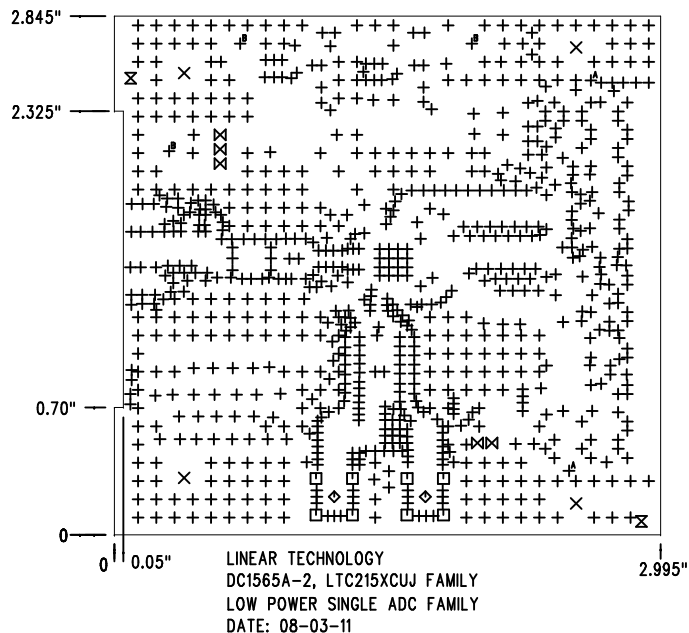 2.845"
B
B
A
2.325"
B
0.70"
A
0
0
0.05"
2.995"
LINEAR TECHNOLOGY
DC1565A-2, LTC215XCUJ FAMILY
LOW POWER SINGLE ADC FAMILY
DATE: 08-03-11